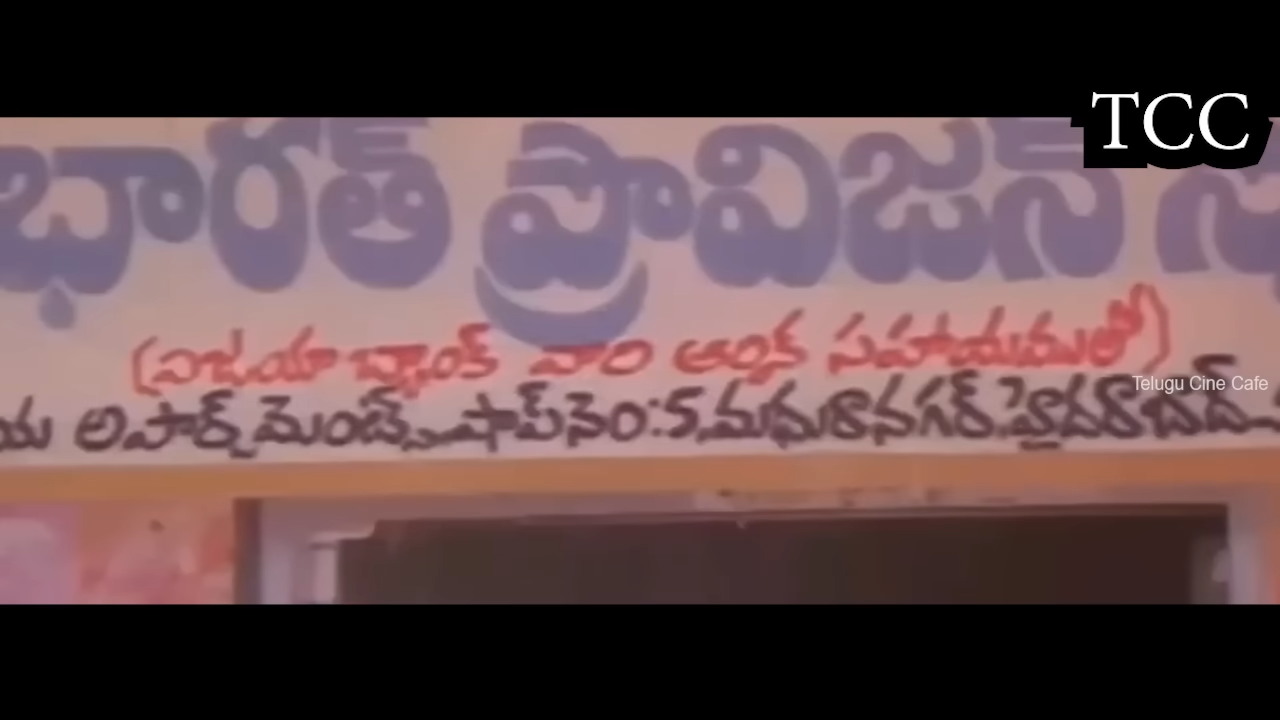 TCC
భారత్ ప్రావిజన్
(విజయా బ్యాంక్ వారి ఆర్థిక సహాయముతో)
Telugu Cine Cafe
అపార్ట్ మెంట్స్, షాప్ నెం:5, మధురానగర్, హైదరాబాద్